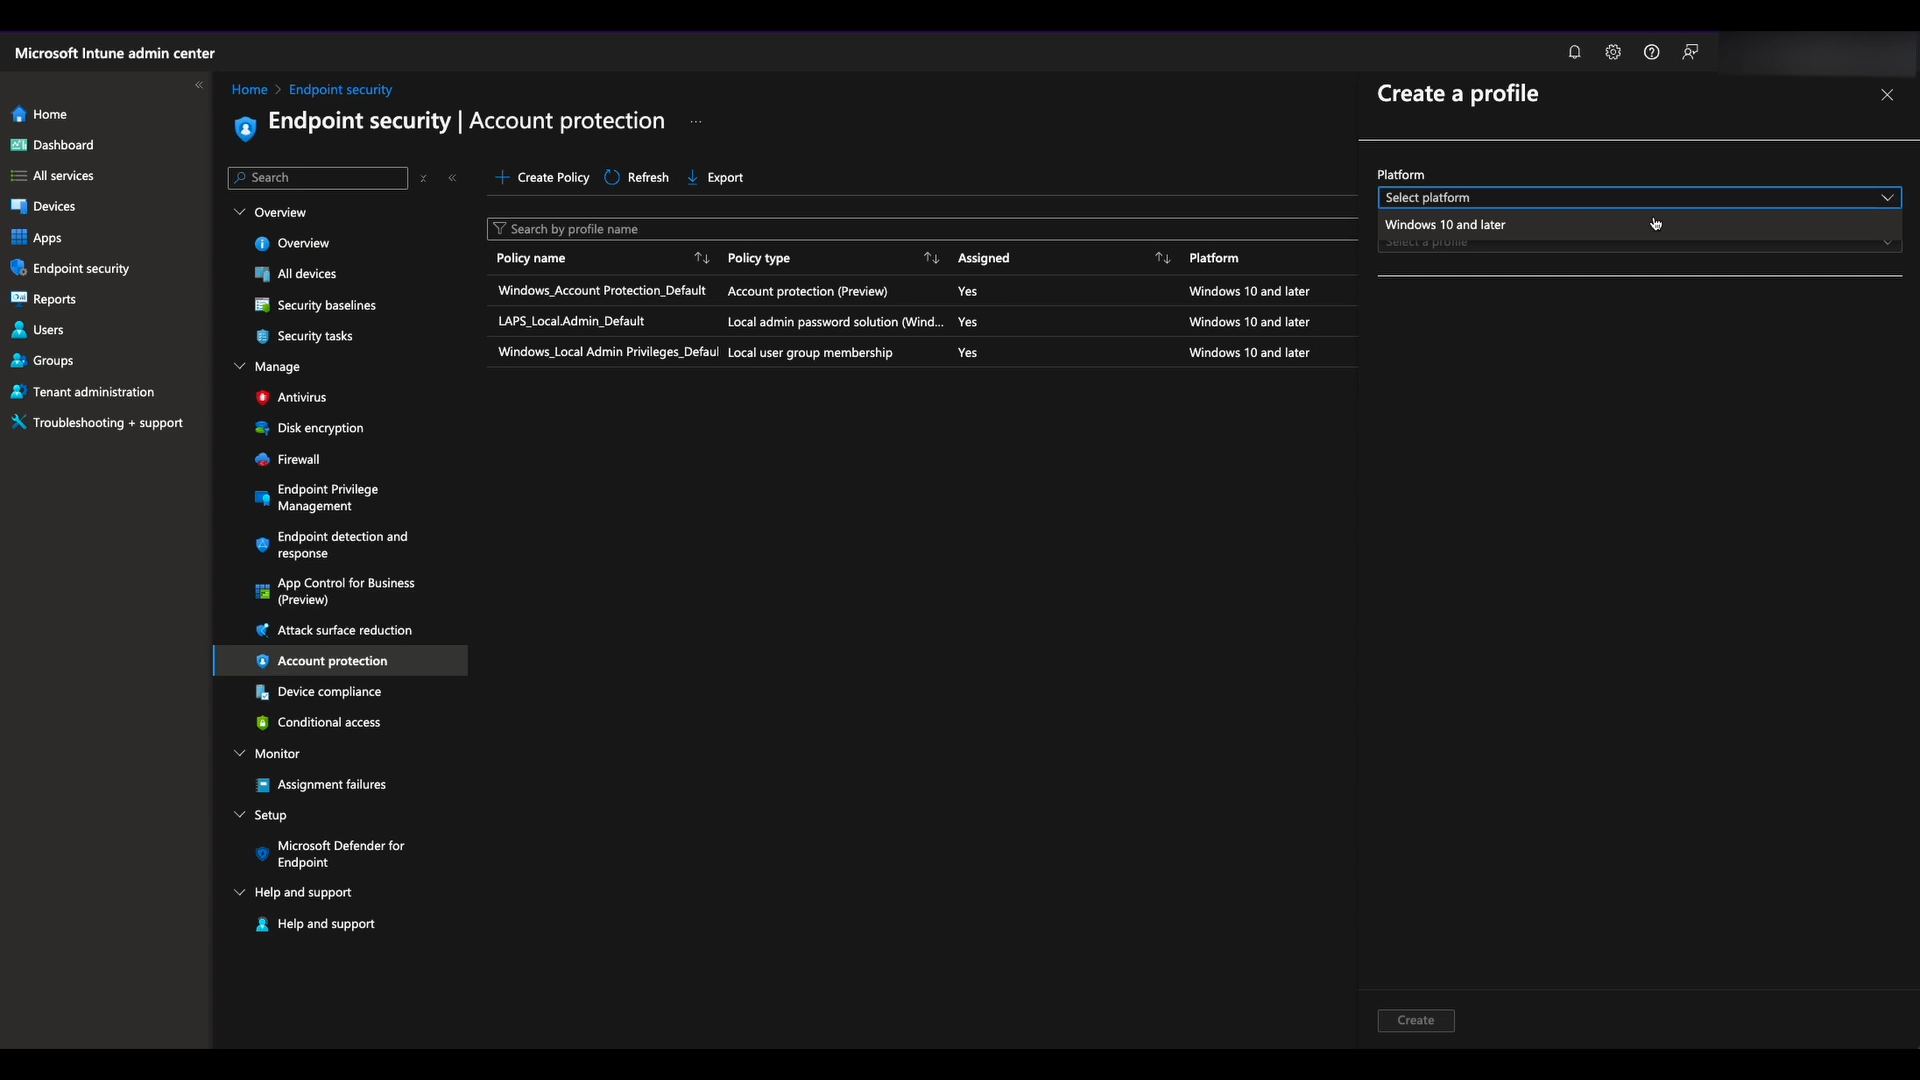 Microsoft Intune admin center
Home
Dashboard
All services
Devices
Apps
Endpoint security
Reports
Users
Groups
Tenant administration
Troubleshooting + support
Home > Endpoint security
Endpoint security | Account protection
Search
Overview
Overview
All devices
Security baselines
Security tasks
Manage
Antivirus
Disk encryption
Firewall
Endpoint Privilege
Management
Endpoint detection and
response
App Control for Business
(Preview)
Attack surface reduction
Account protection
Device compliance
Conditional access
Monitor
Assignment failures
Setup
Microsoft Defender for
Endpoint
Help and support
Help and support
Create Policy Refresh Export
Search by profile name
Policy name Policy type Assigned Platform
Windows_Account Protection_Default Account protection (Preview) Yes Windows 10 and later
LAPS_Local.Admin_Default Local admin password solution (Wind... Yes Windows 10 and later
Windows_Local Admin Privileges_Defaul Local user group membership Yes Windows 10 and later
Create a profile
Platform
Select platform
Windows 10 and later
Select a profile
Create